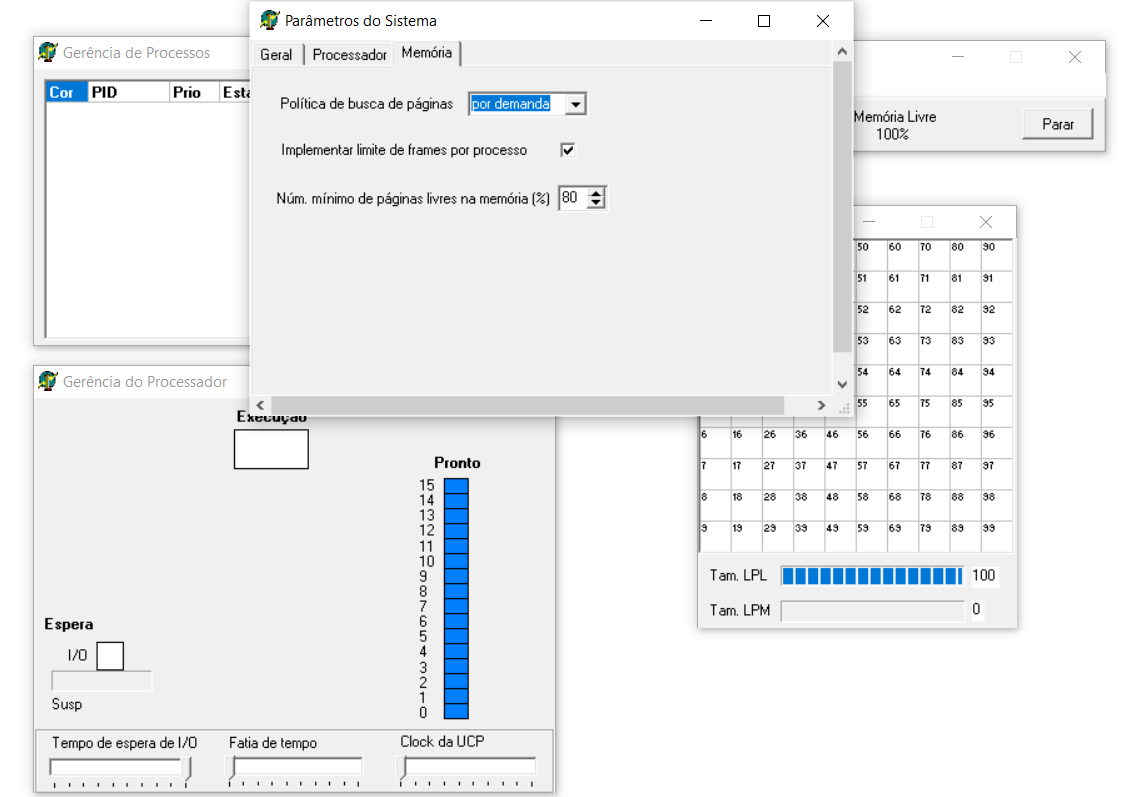 Parâmetros do Sistema
Geral Processador Memória
Política de busca de páginas por demanda
Implementar limite de frames por processo
Núm. mínimo de páginas livres na memória (%) 80
Gerência de Processos
Cor PID Prio Esta
Memória Livre
100%
Parar
50 60 70 80 90
51 61 71 81 91
52 62 72 82 92
53 63 73 83 93
54 64 74 84 94
55 65 75 85 95
6 16 26 36 46 56 66 76 86 96
7 17 27 37 47 57 67 77 87 97
8 18 28 38 48 58 68 78 88 98
9 19 29 39 49 59 69 79 89 99
Tam. LPL 100
Tam. LPM 0
Gerência do Processador
Execução
Pronto
15
14
13
12
11
10
9
8
7
6
5
4
3
2
1
0
Espera
I/O
Susp
Tempo de espera de I/O Fatia de tempo Clock da UCP